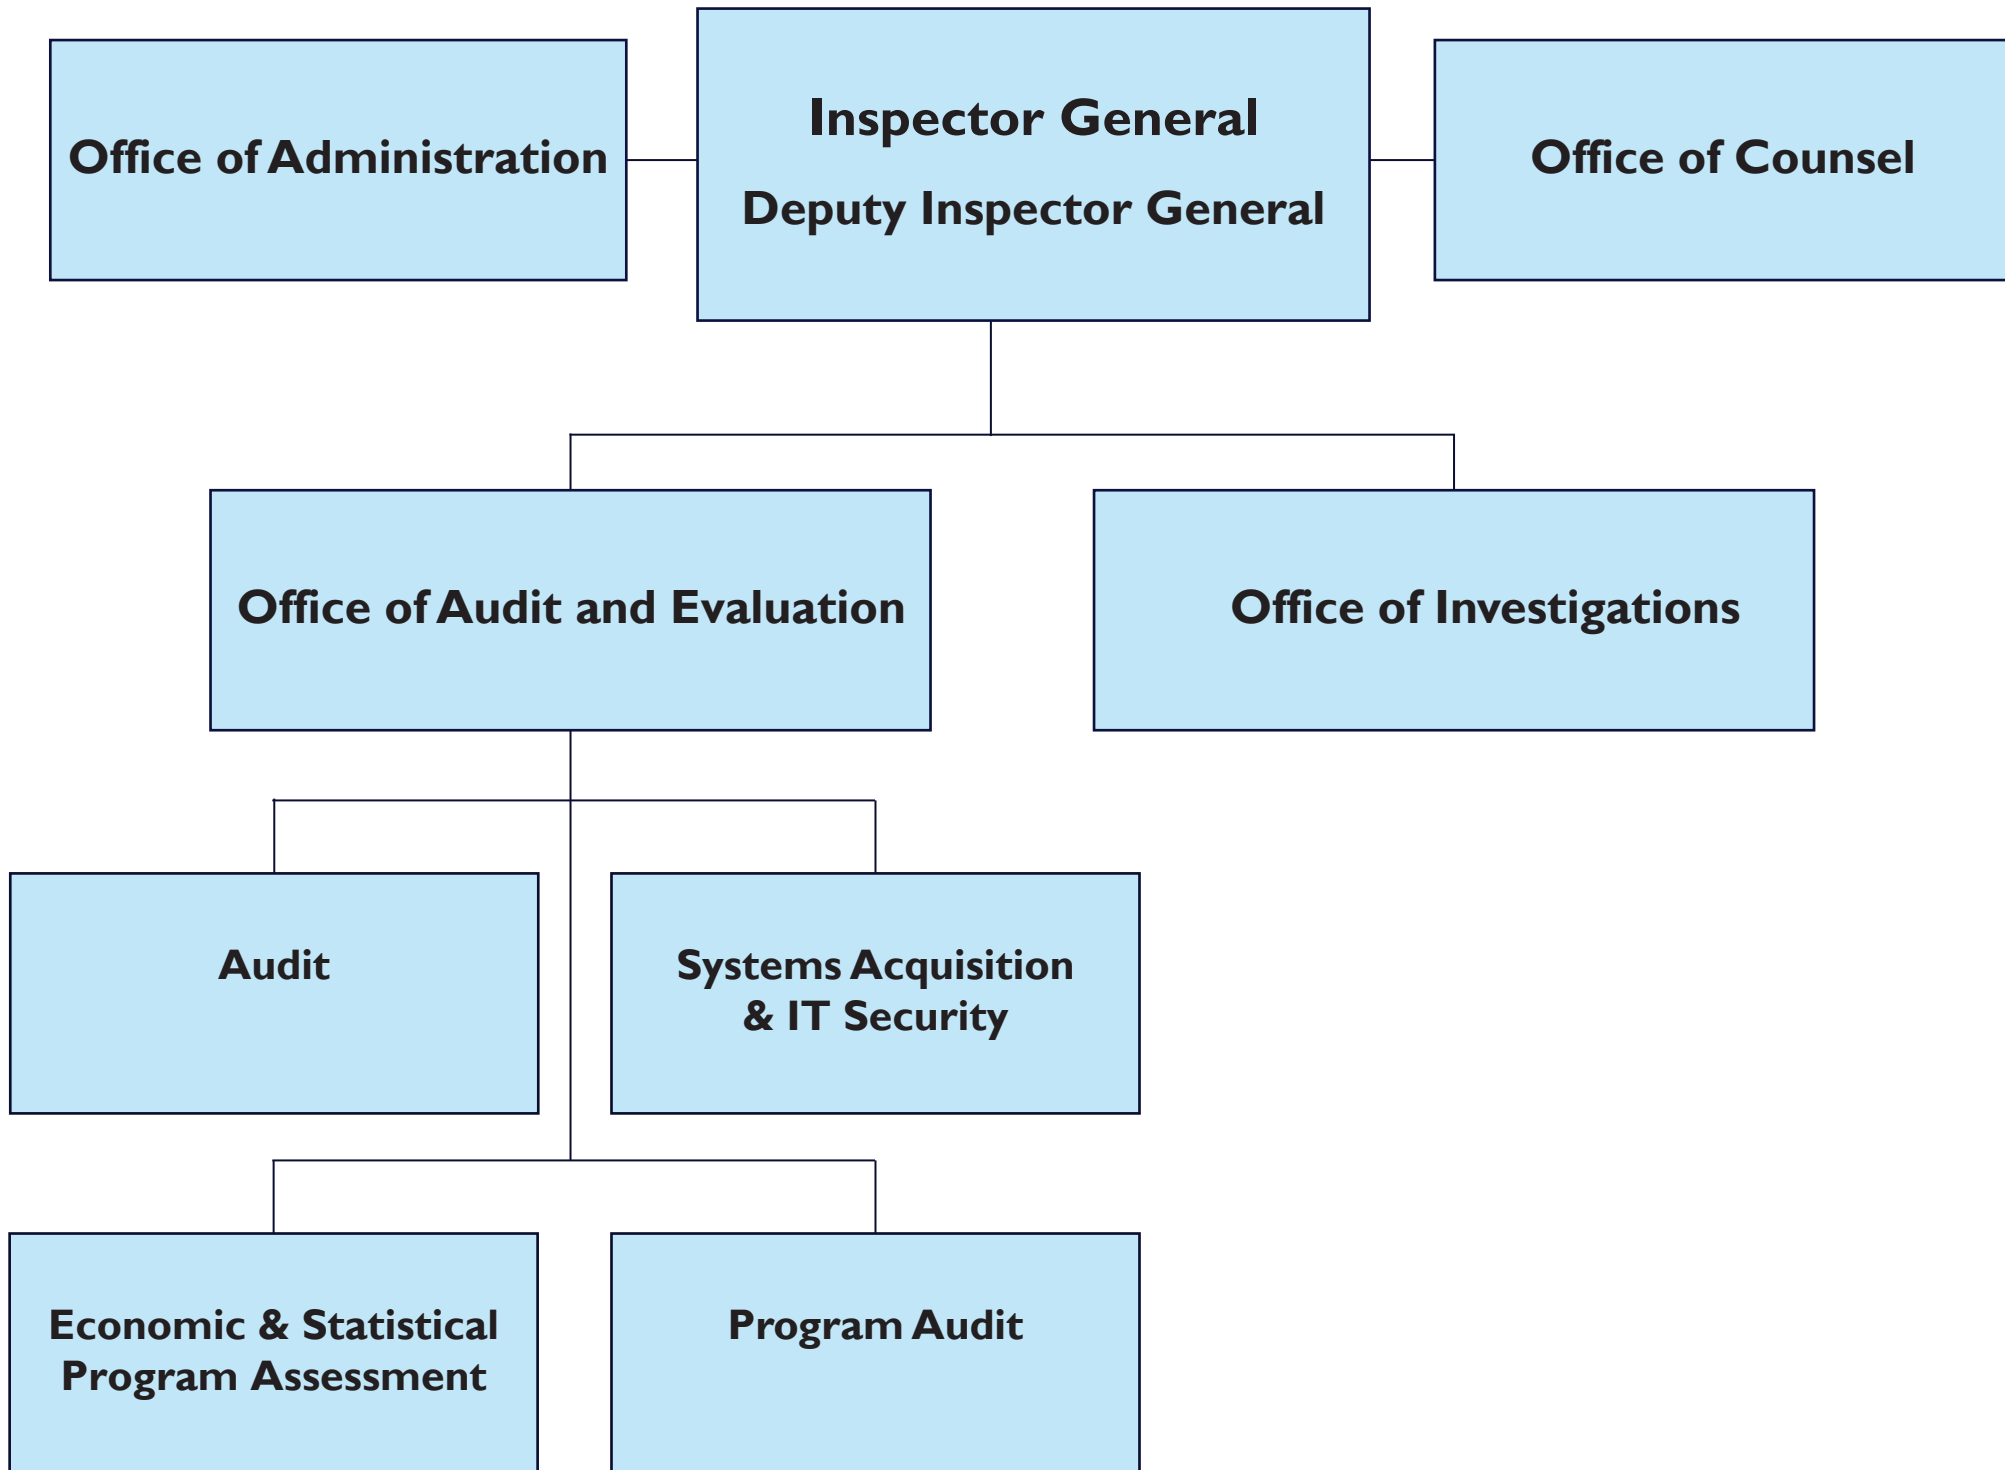 Office of Administration
Inspector General
Deputy Inspector General
Office of Counsel
Office of Audit and Evaluation
Office of Investigations
Audit
Systems Acquisition
& IT Security
Economic & Statistical
Program Assessment
Program Audit